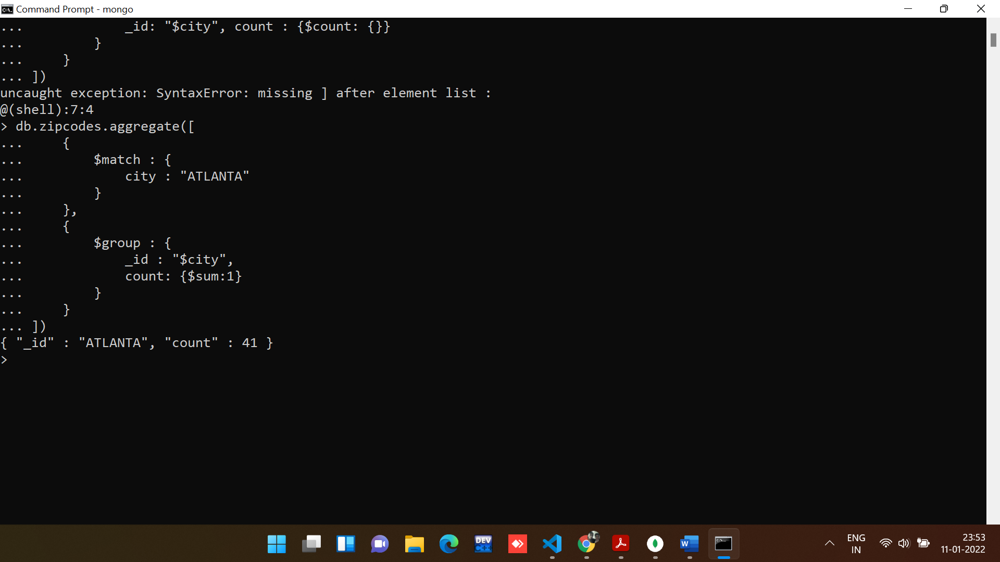 Command Prompt - mongo
...             _id: "$city", count : {$count: {}}
...         }
...     }
... ])
uncaught exception: SyntaxError: missing ] after element list :
@(shell):7:4
> db.zipcodes.aggregate([
...     {
...         $match : {
...             city : "ATLANTA"
...         }
...     },
...     {
...         $group : {
...             _id : "$city",
...             count: {$sum:1}
...         }
...     }
... ])
{ "_id" : "ATLANTA", "count" : 41 }
>
DEV
C++
W
ENG
IN
23:53
11-01-2022